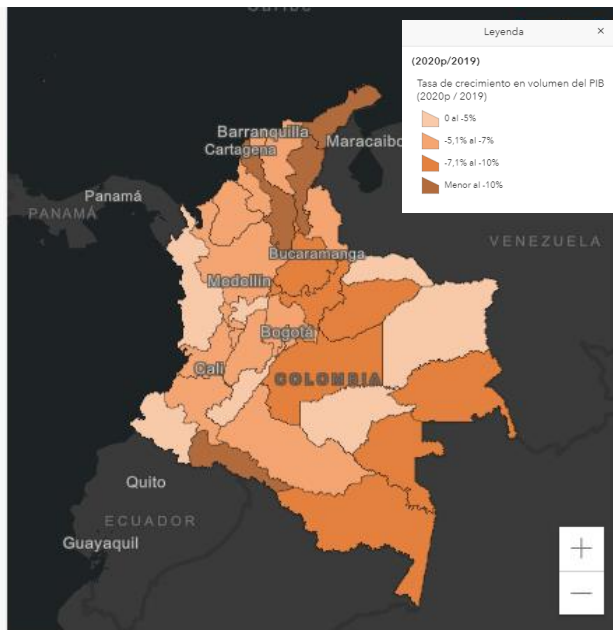 Leyenda ×
(2020p/2019)
Tasa de crecimiento en volumen del PIB
(2020p / 2019)
0 al -5%
-5,1% al -7%
-7,1% al -10%
Menor al -10%
Barranquilla
Cartagena
Maracaibo
Panamá
PANAMÁ
VENEZUELA
Bucaramanga
Medellín
Bogotá
Cali
COLOMBIA
Quito
ECUADOR
Guayaquil
+
−